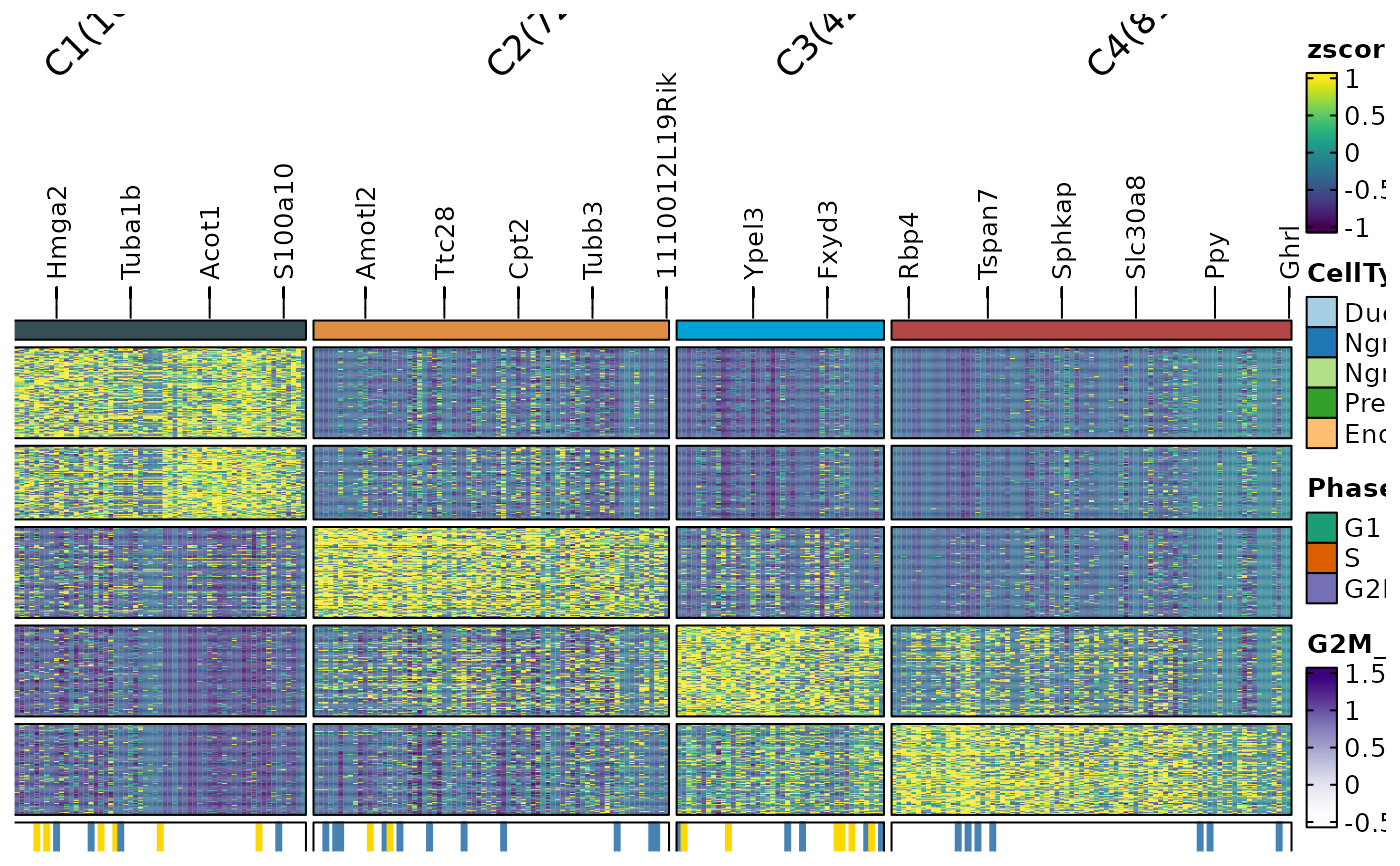 C1(1
C2(7
C3(4
C4(8
Hmga2
Tuba1b
Acot1
S100a10
Amotl2
Ttc28
Cpt2
Tubb3
1110012L19Rik
Ypel3
Fxyd3
Rbp4
Tspan7
Sphkap
Slc30a8
Ppy
Ghrl
zscor
1
0.5
0
-0.5
-1
CellTy
Duc
Ngr
Ngr
Pre
End
Phase
G1
S
G2
G2M_
1.5
1
0.5
0
-0.5